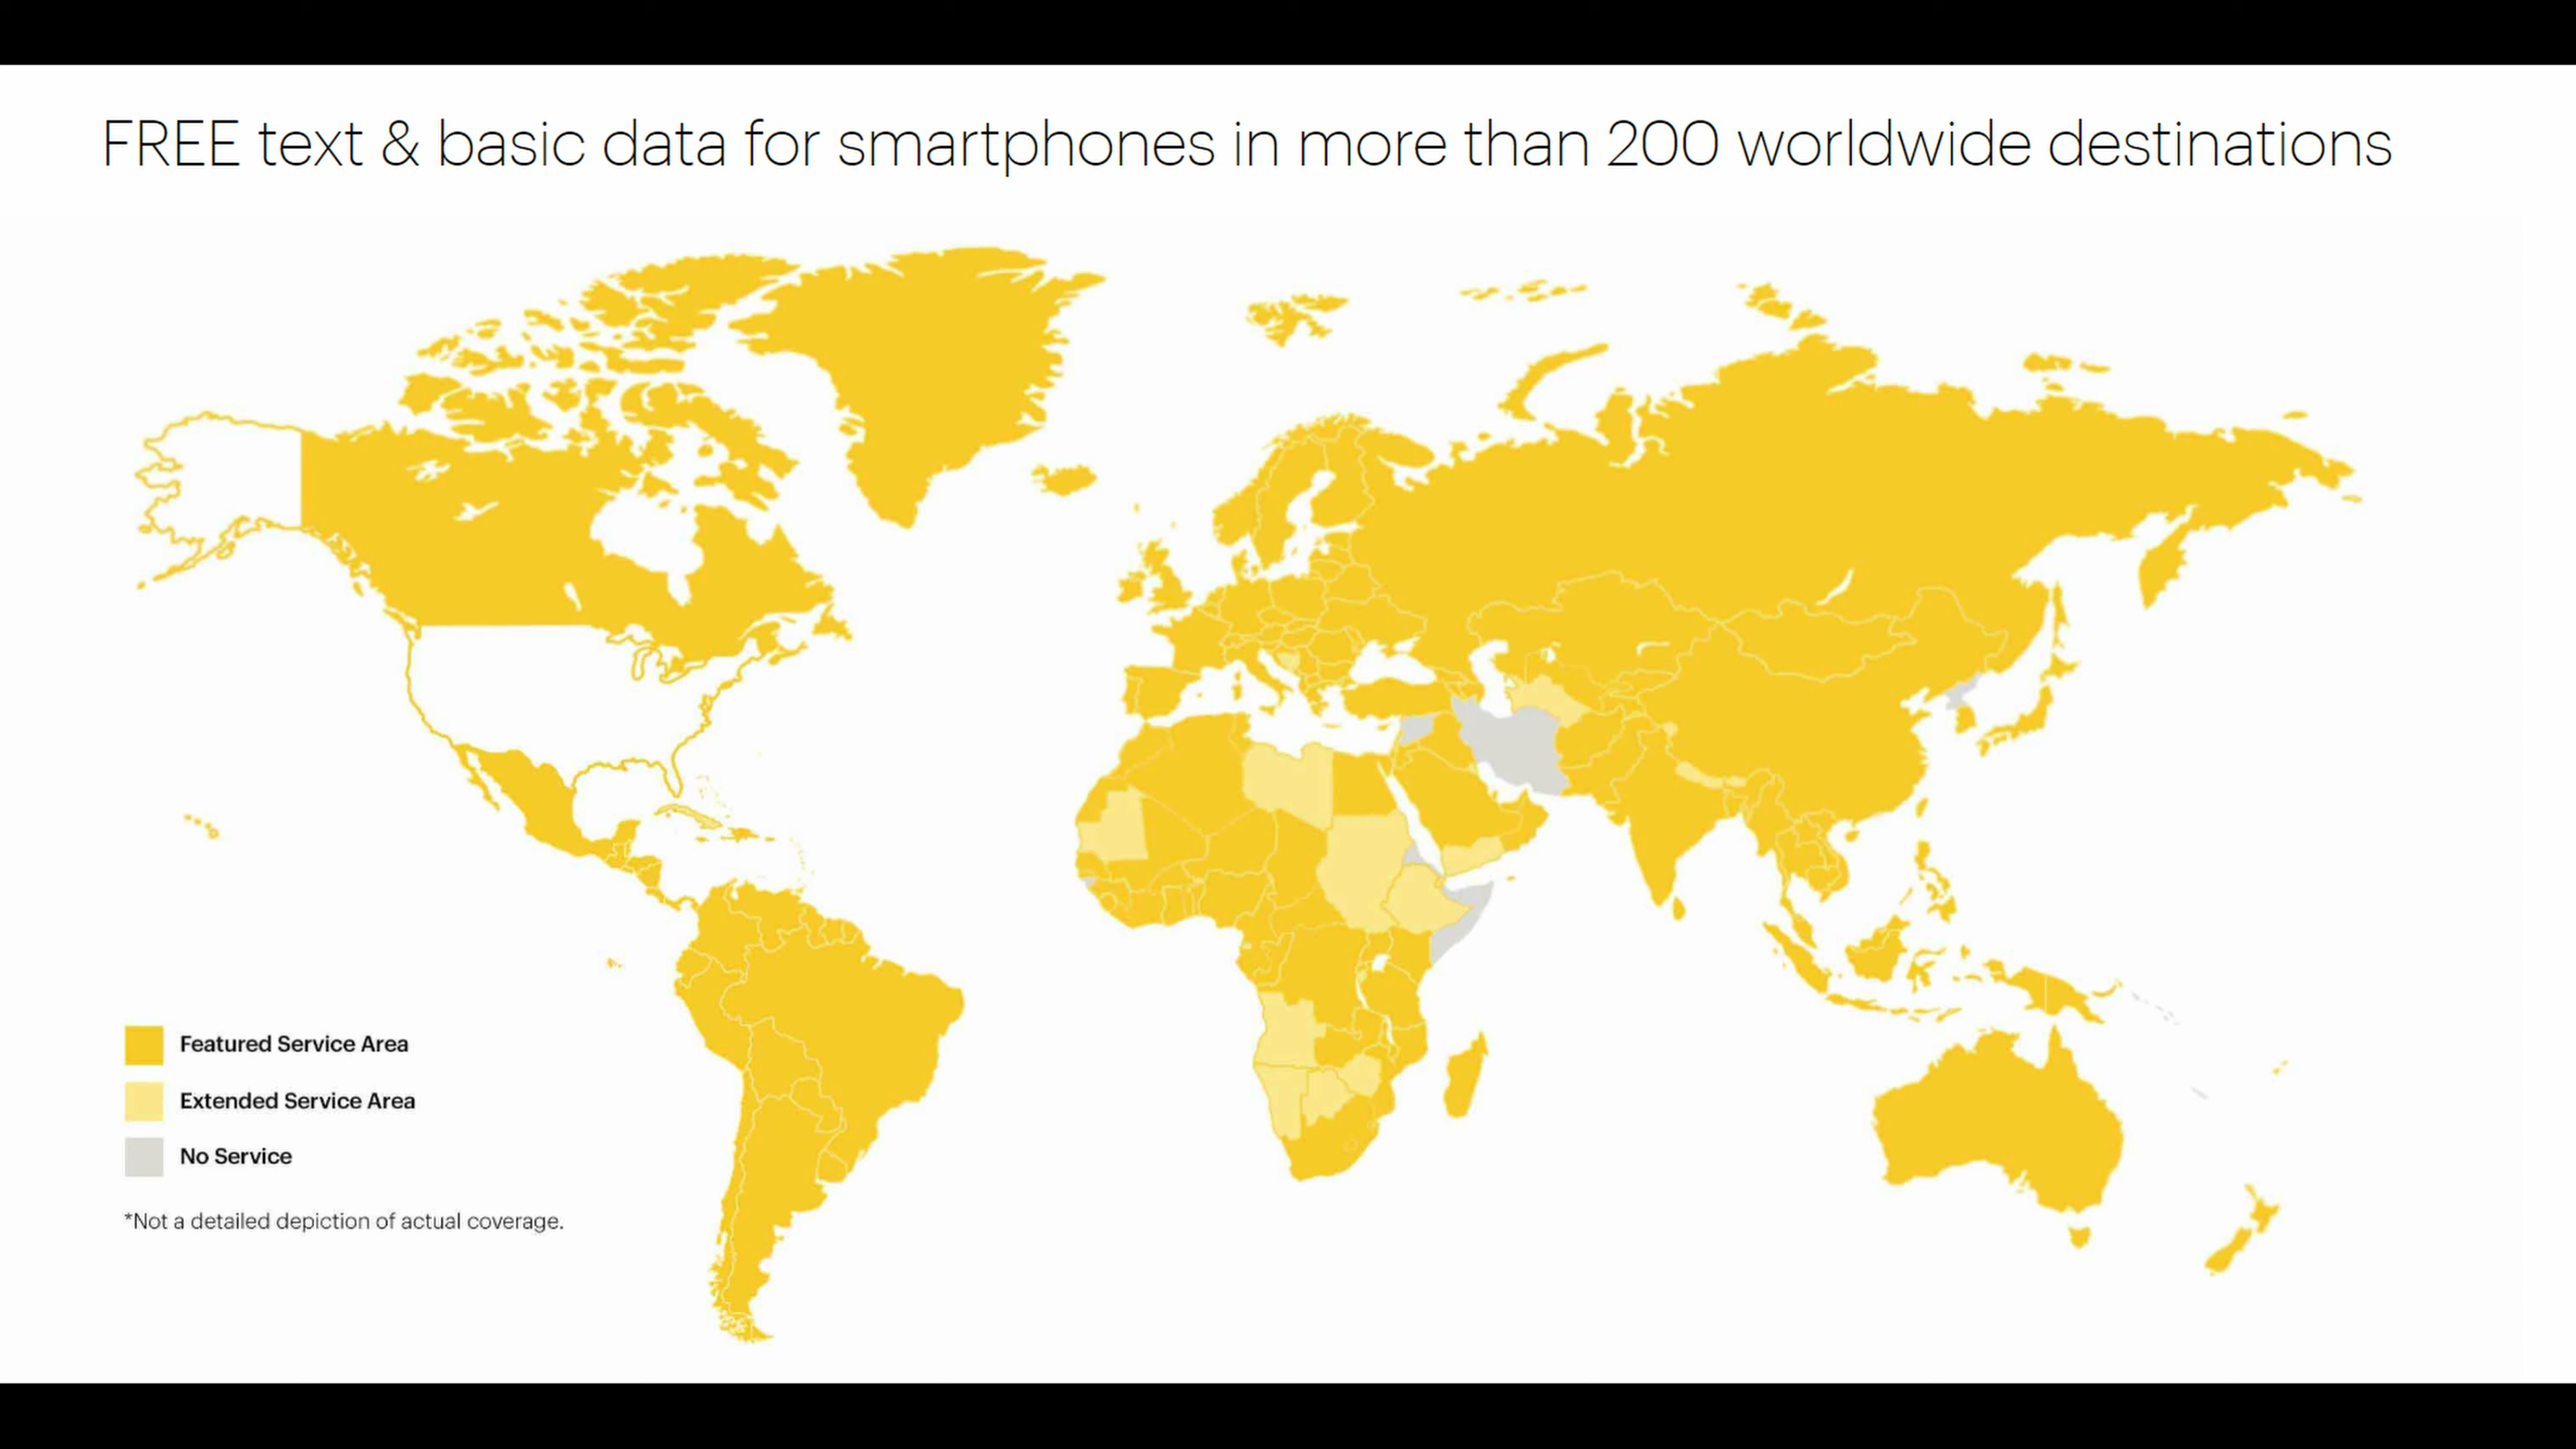 FREE text & basic data for smartphones in more than 200 worldwide destinations
Featured Service Area
Extended Service Area
No Service
*Not a detailed depiction of actual coverage.